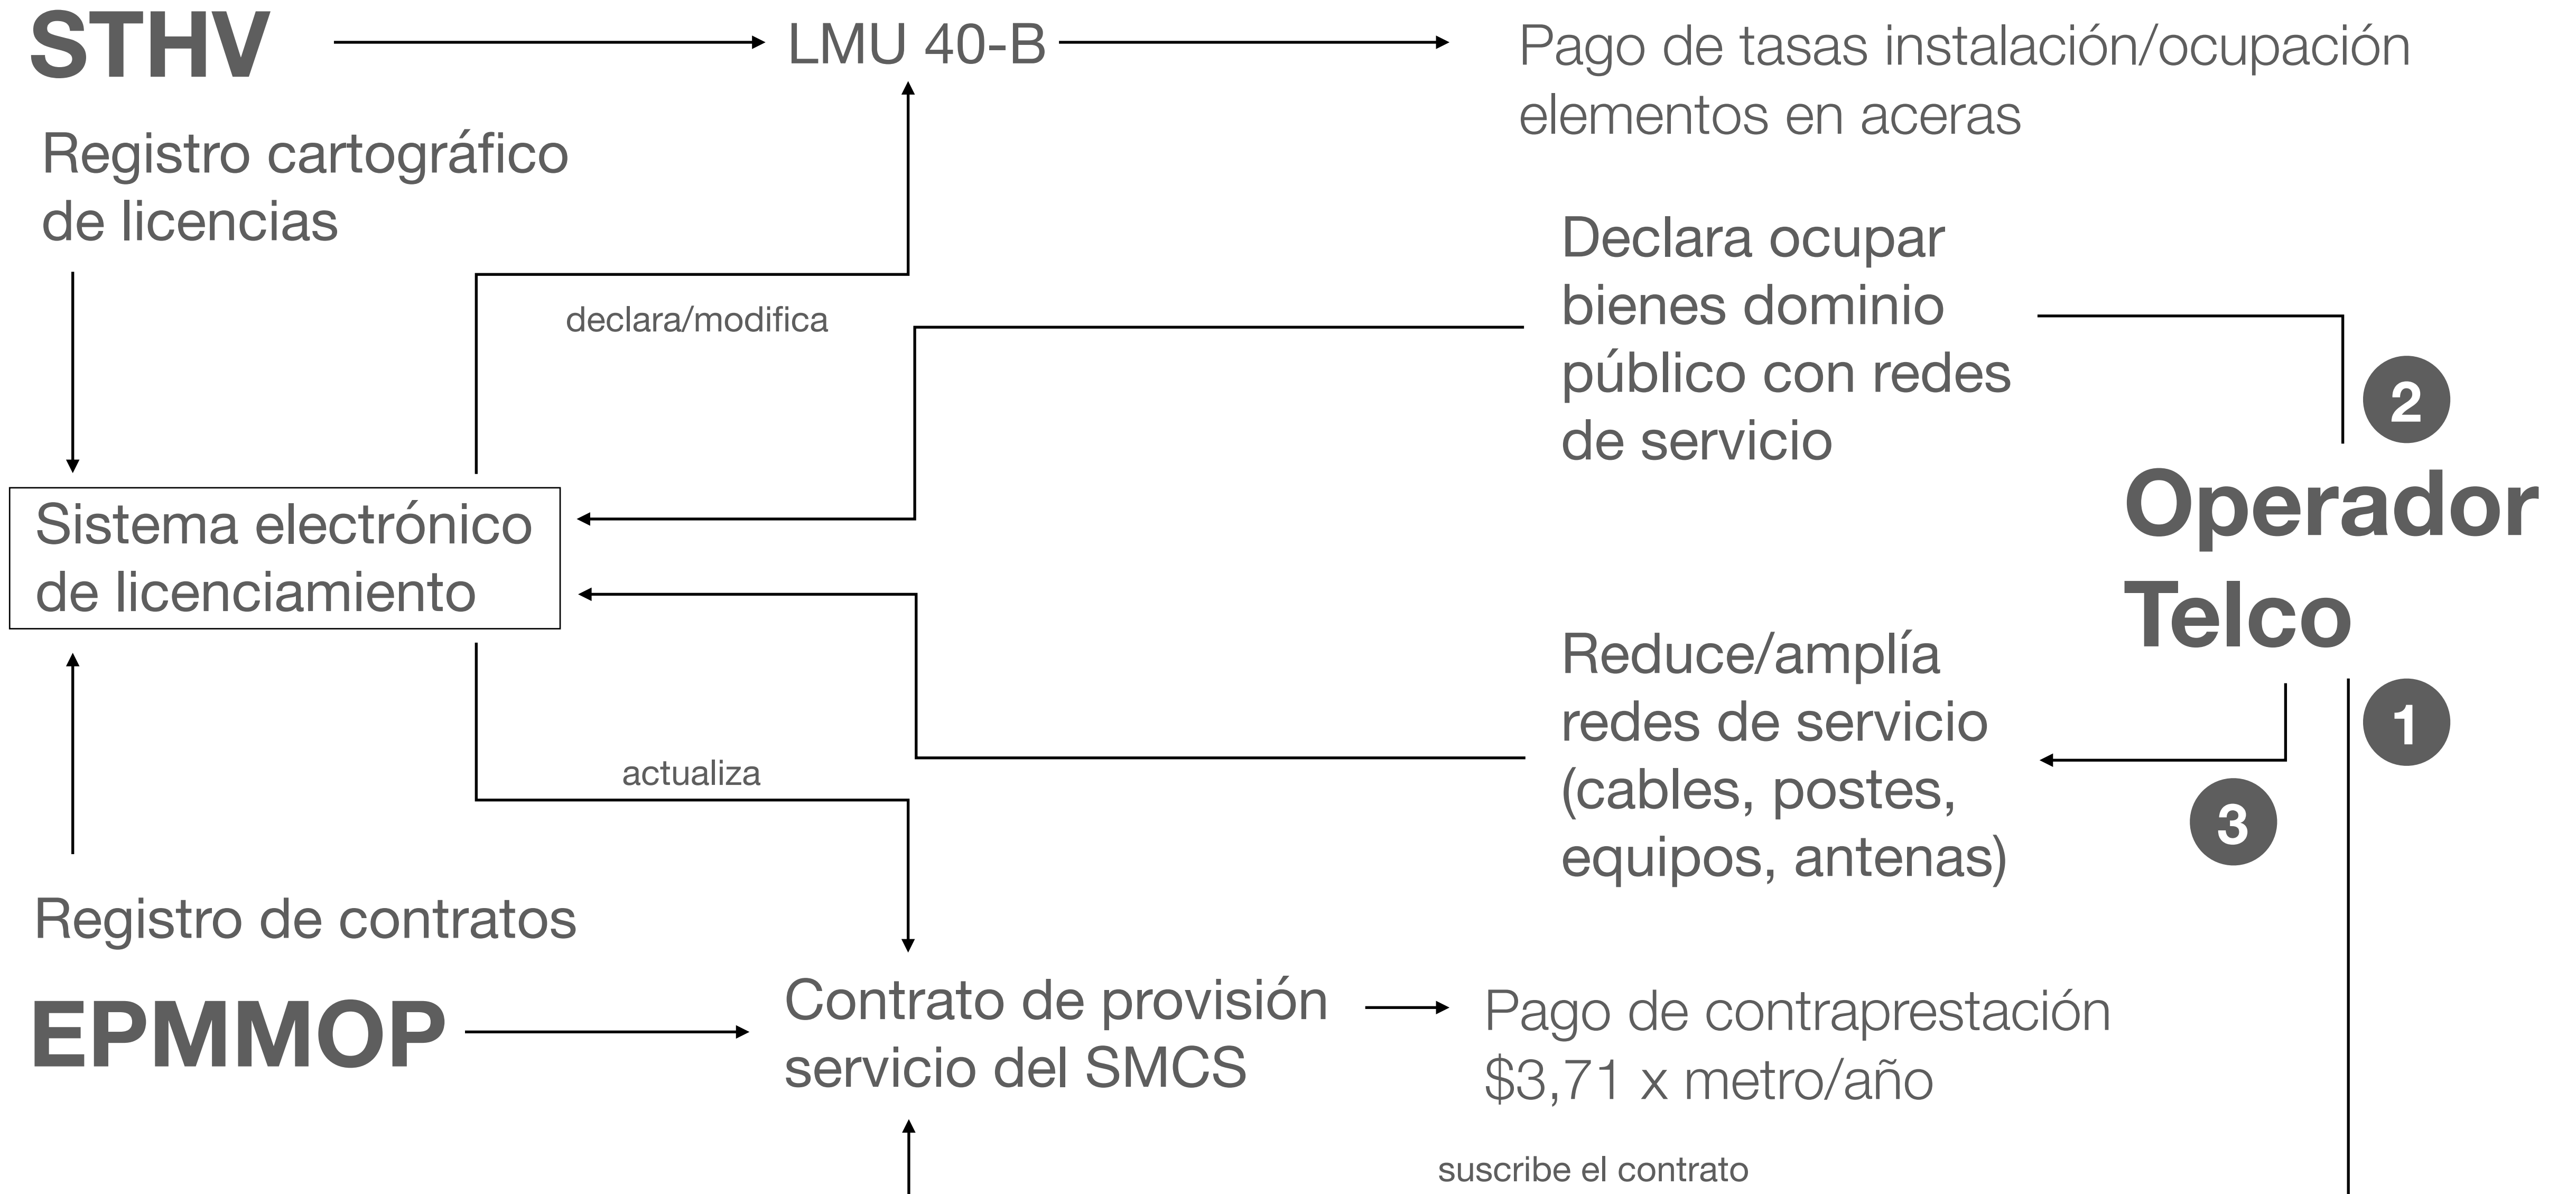 STHV
LMU 40-B
Pago de tasas instalación/ocupación
elementos en aceras
Registro cartográfico
de licencias
declara/modifica
Declara ocupar
bienes dominio
público con redes
de servicio
2
Sistema electrónico
de licenciamiento
Operador
Telco
1
Reduce/amplía
redes de servicio
(cables, postes,
equipos, antenas)
3
actualiza
Registro de contratos
EPMMOP
Contrato de provisión
servicio del SMCS
Pago de contraprestación
$3,71 x metro/año
suscribe el contrato